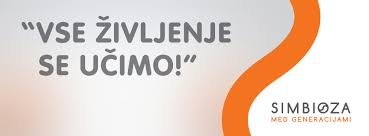 “VSE ŽIVLJENJE
SE UČIMO!”
SIMBIOZA
MED GENERACIJAMI